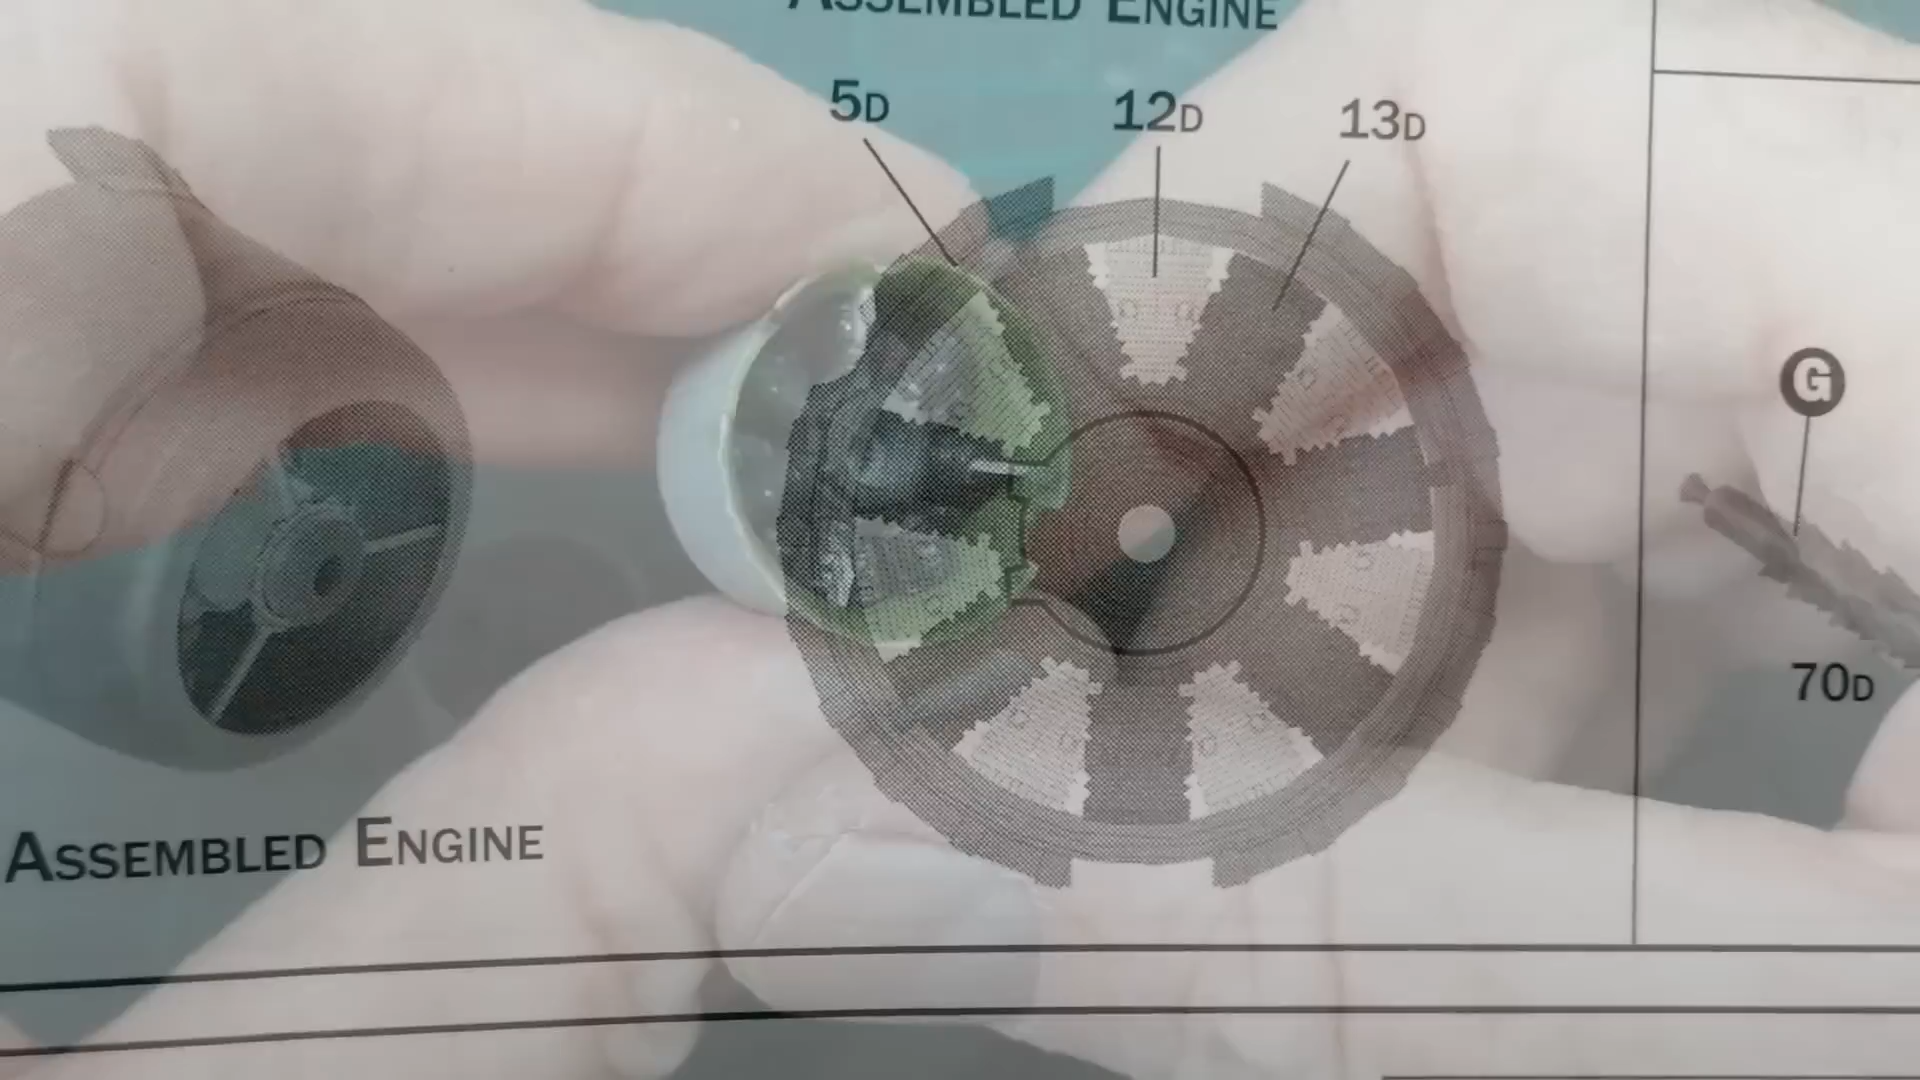 ASSEMBLED ENGINE
5D 12D 13D
G
70D
ASSEMBLED ENGINE